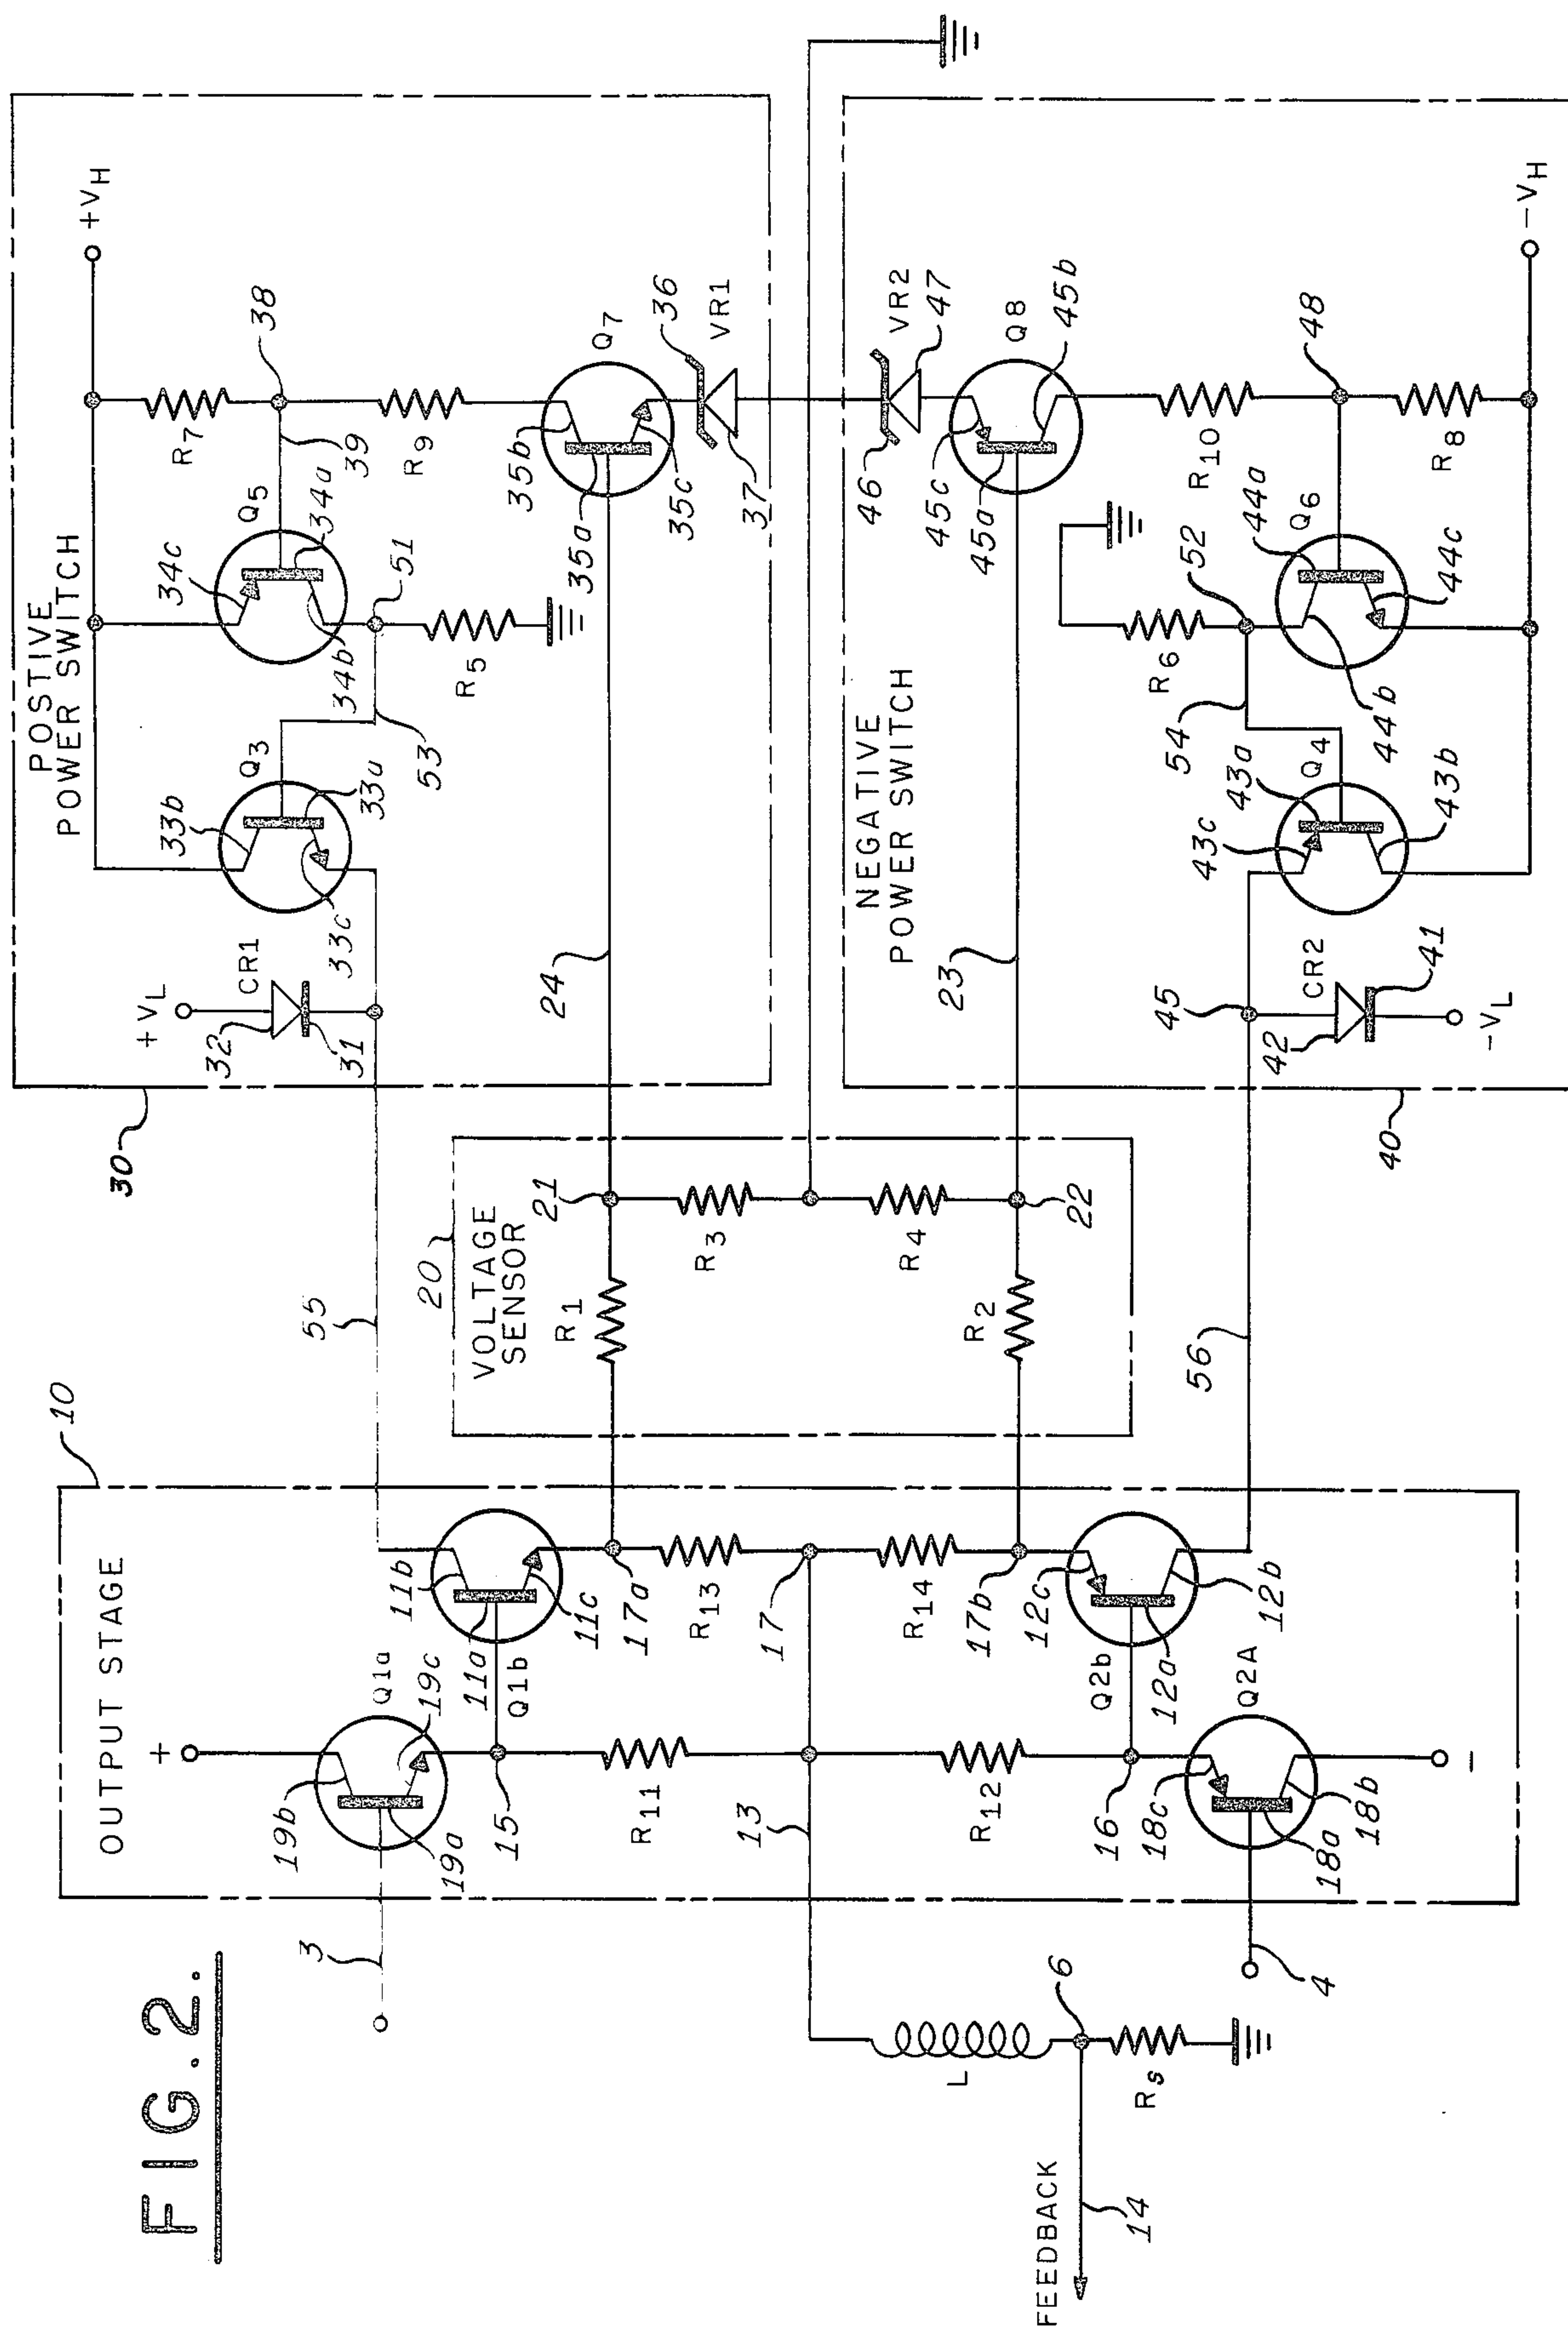 FIG.2.
OUTPUT STAGE
10
+
3
19b
19a
19c
Q1a
15
R11
13
R12
16
18c
18a
18b
Q2A
4
-
11b
11a
11c
Q1b
17a
R13
17
R14
17b
12c
12a
12b
Q2b
L
6
RS
FEEDBACK
14
55
56
20
VOLTAGE
SENSOR
R1
21
R3
R4
R2
22
24
23
30
POSTIVE
POWER SWITCH
+VL
32
31
CR1
33b
33a
33c
Q3
53
34c
34a
34b
Q5
51
R5
39
38
R7
R9
+VH
35b
35a
35c
Q7
36
VR1
37
40
NEGATIVE
POWER SWITCH
46
VR2
47
45c
45a
45b
Q8
R10
48
R8
R6
52
54
44a
44b
44c
Q6
43c
43a
43b
Q4
45
CR2
42
41
-VL
-VH